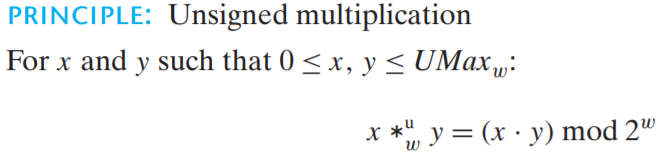 PRINCIPLE: Unsigned multiplication
For x and y such that 0 ≤ x, y ≤ UMax_w:
x *^u_w y = (x · y) mod 2^w